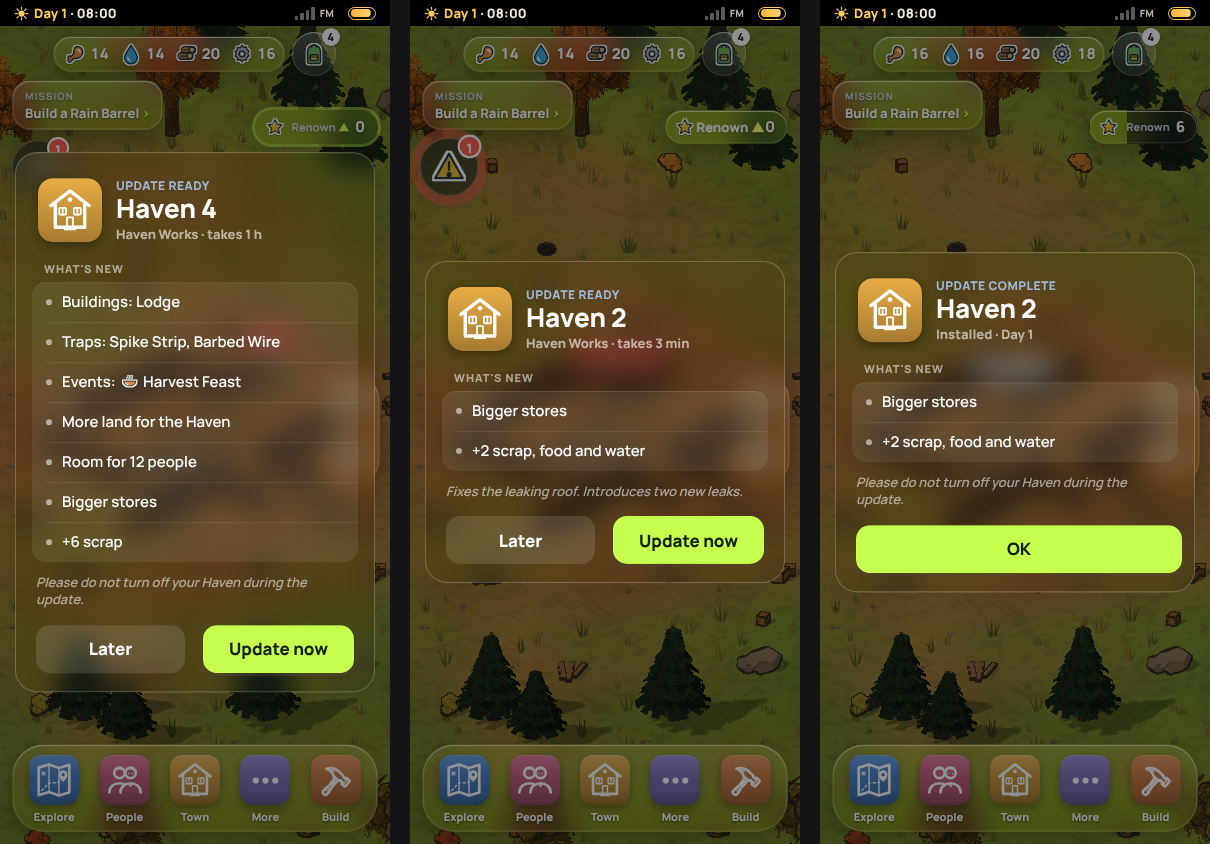 Day 1 · 08:00
FM
14
14
20
16
4
MISSION
Build a Rain Barrel ›
Renown ▲ 0
1
UPDATE READY
Haven 4
Haven Works · takes 1 h
WHAT'S NEW
Buildings: Lodge
Traps: Spike Strip, Barbed Wire
Events: 🍲 Harvest Feast
More land for the Haven
Room for 12 people
Bigger stores
+6 scrap
Please do not turn off your Haven during the
update.
Later
Update now
Explore
People
Town
More
Build
Day 1 · 08:00
FM
14
14
20
16
4
MISSION
Build a Rain Barrel ›
Renown ▲0
1
UPDATE READY
Haven 2
Haven Works · takes 3 min
WHAT'S NEW
Bigger stores
+2 scrap, food and water
Fixes the leaking roof. Introduces two new leaks.
Later
Update now
Explore
People
Town
More
Build
Day 1 · 08:00
FM
16
16
20
18
4
MISSION
Build a Rain Barrel ›
Renown 6
UPDATE COMPLETE
Haven 2
Installed · Day 1
WHAT'S NEW
Bigger stores
+2 scrap, food and water
Please do not turn off your Haven during the
update.
OK
Explore
People
Town
More
Build